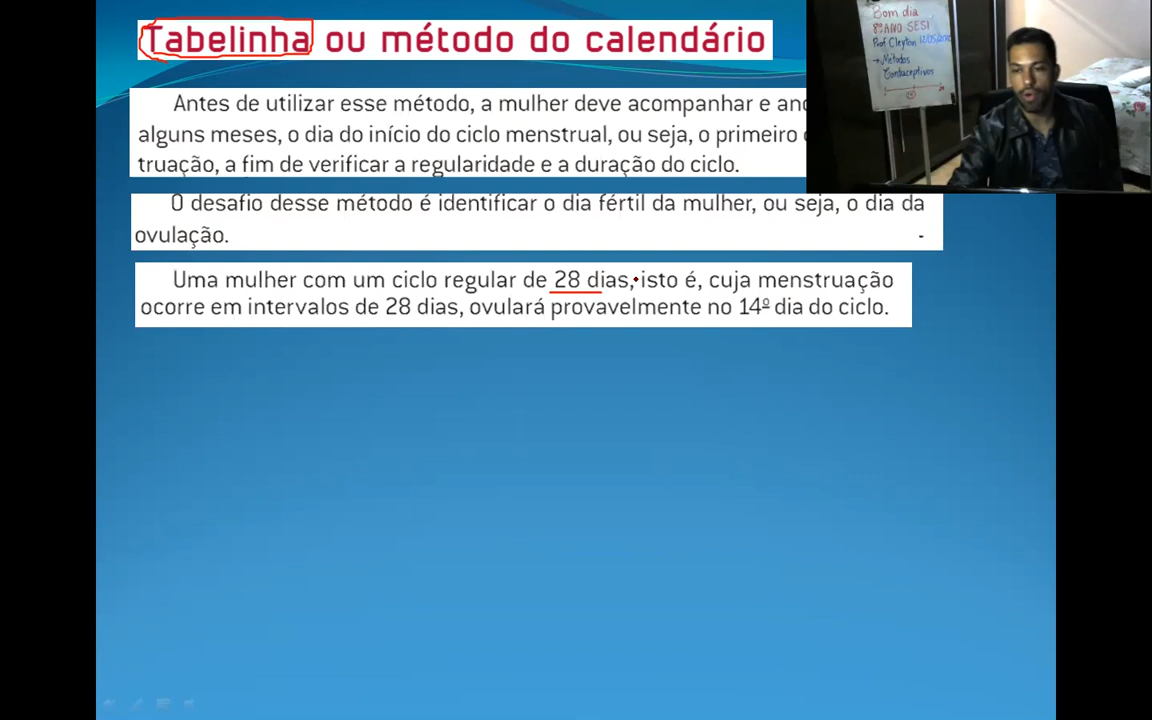 Tabelinha ou método do calendário
Antes de utilizar esse método, a mulher deve acompanhar e
alguns meses, o dia do início do ciclo menstrual, ou seja, o primeiro
truação, a fim de verificar a regularidade e a duração do ciclo.
O desafio desse método é identificar o dia fértil da mulher, ou seja, o dia da
ovulação.
Uma mulher com um ciclo regular de 28 dias, isto é, cuja menstruação
ocorre em intervalos de 28 dias, ovulará provavelmente no 14º dia do ciclo.
Bom dia
8º ANO SESI
Prof Cleyton
→ Métodos
Contraceptivos